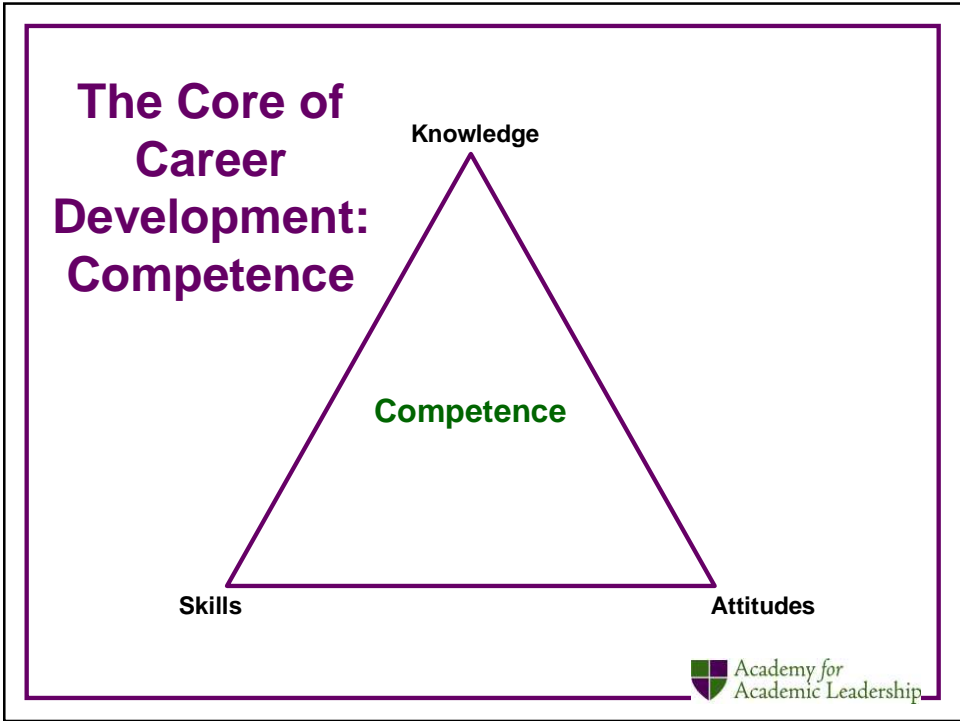 The Core of
Career
Development:
Competence
Knowledge
Competence
Skills
Attitudes
Academy for
Academic Leadership